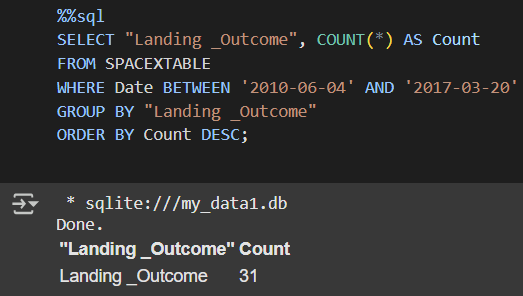 %%sql
SELECT "Landing _Outcome", COUNT(*) AS Count
FROM SPACEXTABLE
WHERE Date BETWEEN '2010-06-04' AND '2017-03-20'
GROUP BY "Landing _Outcome"
ORDER BY Count DESC;
* sqlite:///my_data1.db
Done.
"Landing _Outcome" Count
Landing _Outcome 31